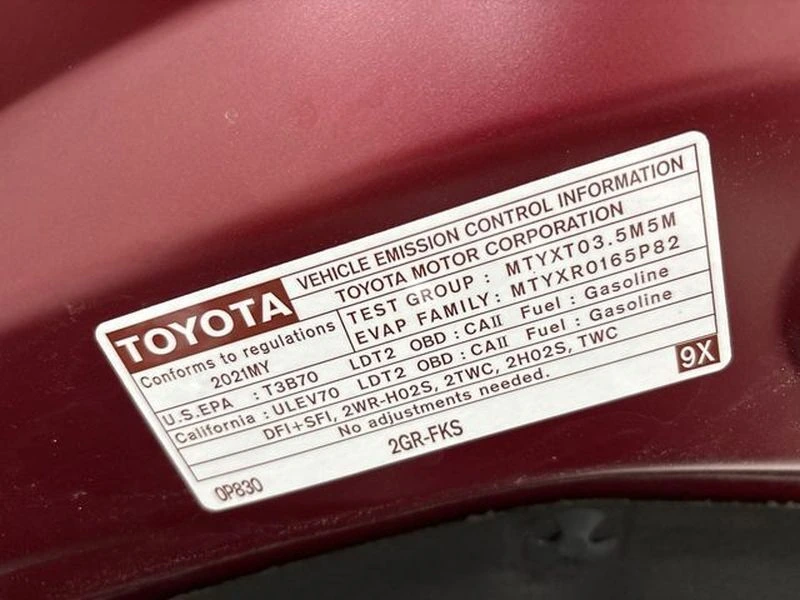 TOYOTA
VEHICLE EMISSION CONTROL INFORMATION
TOYOTA MOTOR CORPORATION
Conforms to regulations
2021MY
TEST GROUP : MTYXT03.5M5M
EVAP FAMILY: MTYXR0165P82
U.S.EPA : T3B70 LDT2 OBD : CAII Fuel : Gasoline
California : ULEV70 LDT2 OBD : CAII Fuel : Gasoline
DFI+SFI, 2WR-HO2S, 2TWC, 2HO2S, TWC
No adjustments needed.
9X
2GR-FKS
0P830